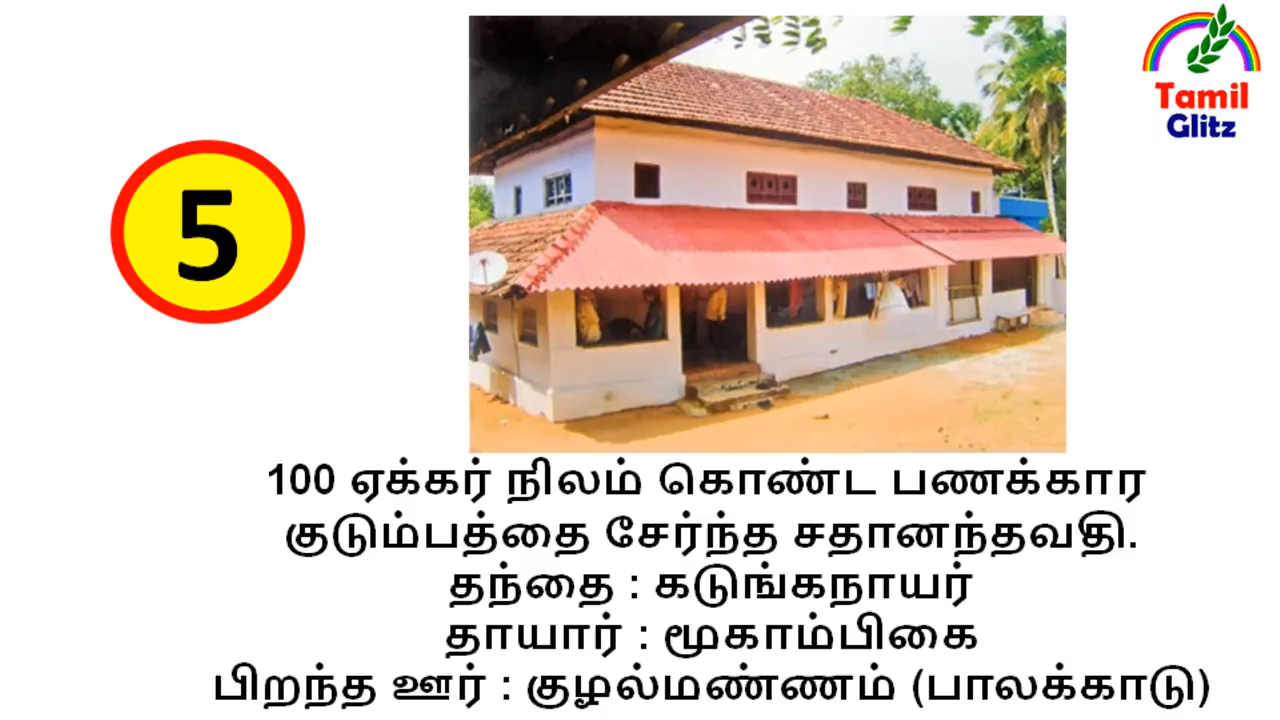 Tamil
Glitz
5
100 ஏக்கர் நிலம் கொண்ட பணக்கார
குடும்பத்தை சேர்ந்த சதானந்தவதி.
தந்தை : கடுங்கநாயர்
தாயார் : மூகாம்பிகை
பிறந்த ஊர் : குழல்மண்ணம் (பாலக்காடு)